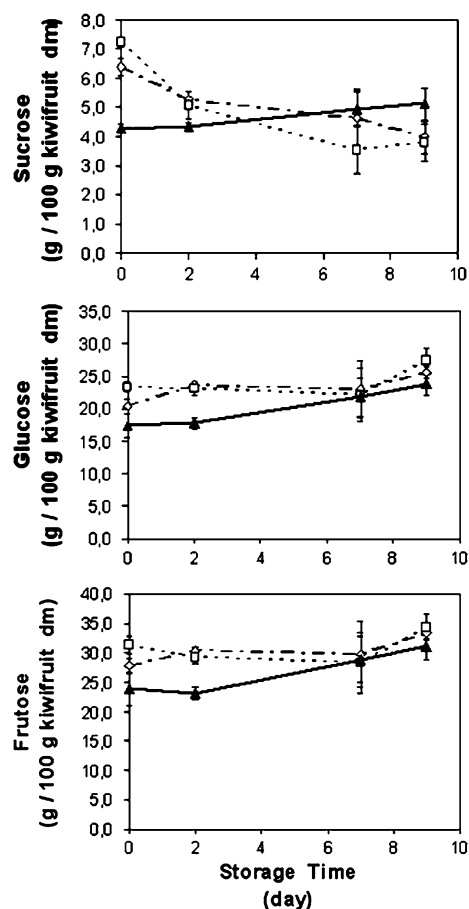 Sucrose
(g / 100 g kiwifruit dm)
8,0
7,0
6,0
5,0
4,0
3,0
2,0
1,0
0,0
0 2 4 6 8 10
Glucose
(g / 100 g kiwifruit dm)
35,0
30,0
25,0
20,0
15,0
10,0
5,0
0,0
0 2 4 6 8 10
Frutose
(g / 100 g kiwifruit dm)
40,0
35,0
30,0
25,0
20,0
15,0
10,0
5,0
0,0
0 2 4 6 8 10
Storage Time
(day)